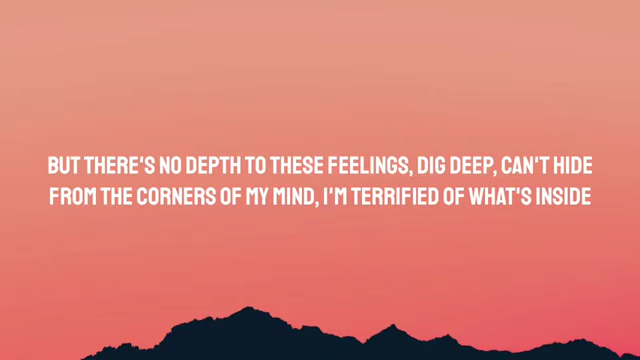 BUT THERE'S NO DEPTH TO THESE FEELINGS, DIG DEEP, CAN'T HIDE
FROM THE CORNERS OF MY MIND, I'M TERRIFIED OF WHAT'S INSIDE